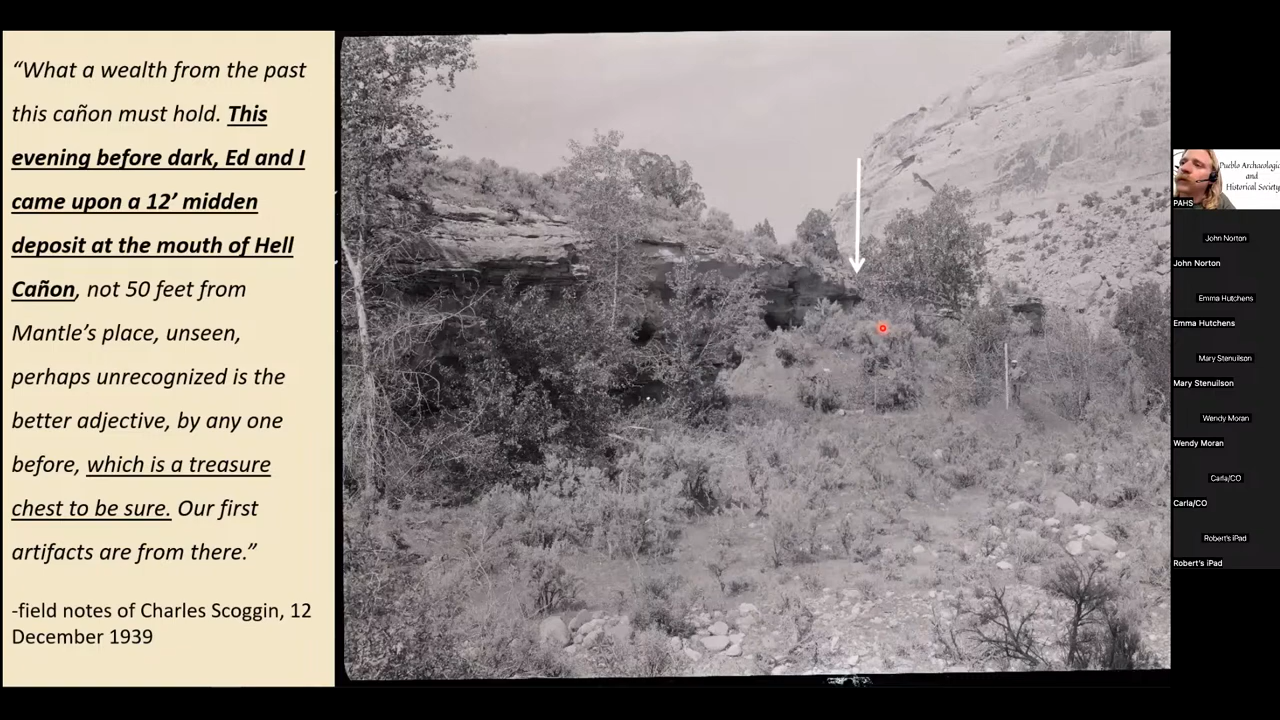 “What a wealth from the past
this cañon must hold. This
evening before dark, Ed and I
came upon a 12’ midden
deposit at the mouth of Hell
Cañon, not 50 feet from
Mantle’s place, unseen,
perhaps unrecognized is the
better adjective, by any one
before, which is a treasure
chest to be sure. Our first
artifacts are from there.”
-field notes of Charles Scoggin, 12
December 1939
Pueblo Archaeologic
and
Historical Society
PAHS
John Norton
John Norton
Emma Hutchens
Emma Hutchens
Mary Stenuilson
Mary Stenuilson
Wendy Moran
Wendy Moran
Carla/CO
Carla/CO
Robert's iPad
Robert's iPad